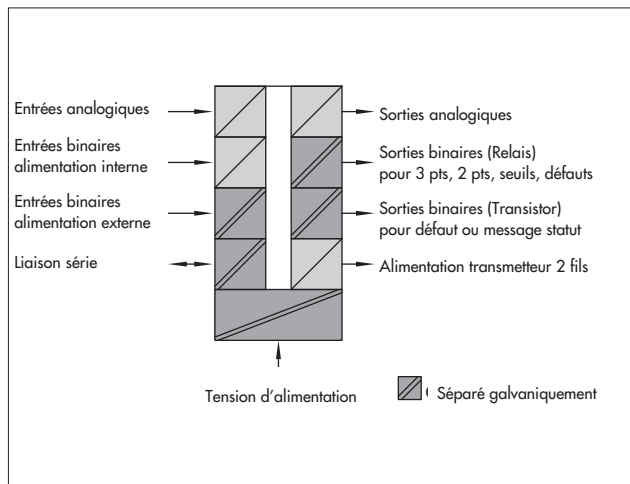 Entrées analogiques
Entrées binaires
alimentation interne
Entrées binaires
alimentation externe
Liaison série
Sorties analogiques
Sorties binaires (Relais)
pour 3 pts, 2 pts, seuils, défauts
Sorties binaires (Transistor)
pour défaut ou message statut
Alimentation transmetteur 2 fils
Tension d’alimentation
Séparé galvaniquement